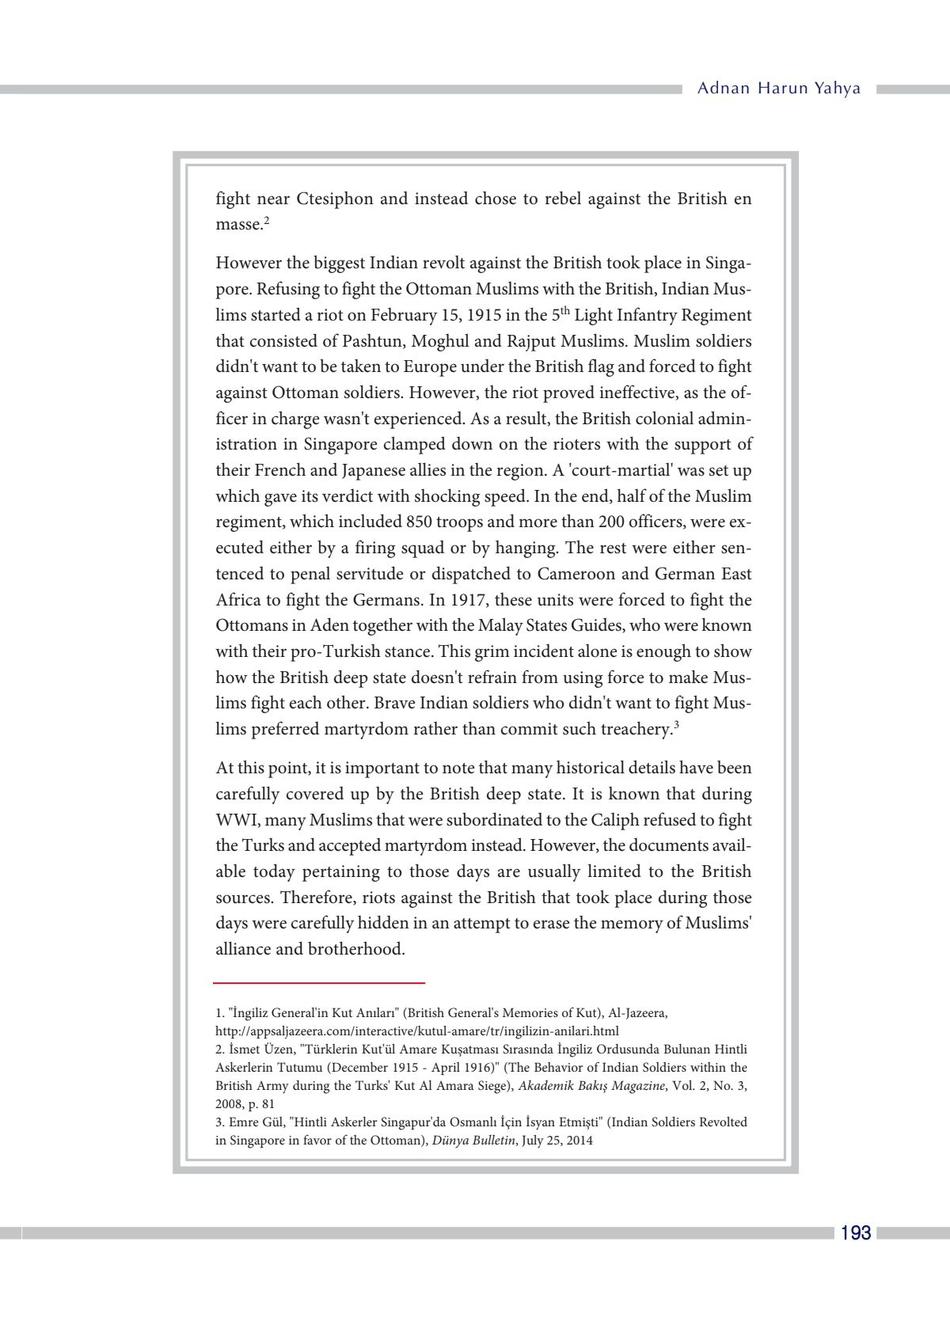 Adnan Harun Yahya
fight near Ctesiphon and instead chose to rebel against the British en
masse.2
However the biggest Indian revolt against the British took place in Singa-
pore. Refusing to fight the Ottoman Muslims with the British, Indian Mus-
lims started a riot on February 15, 1915 in the 5th Light Infantry Regiment
that consisted of Pashtun, Moghul and Rajput Muslims. Muslim soldiers
didn't want to be taken to Europe under the British flag and forced to fight
against Ottoman soldiers. However, the riot proved ineffective, as the of-
ficer in charge wasn't experienced. As a result, the British colonial admin-
istration in Singapore clamped down on the rioters with the support of
their French and Japanese allies in the region. A 'court-martial' was set up
which gave its verdict with shocking speed. In the end, half of the Muslim
regiment, which included 850 troops and more than 200 officers, were ex-
ecuted either by a firing squad or by hanging. The rest were either sen-
tenced to penal servitude or dispatched to Cameroon and German East
Africa to fight the Germans. In 1917, these units were forced to fight the
Ottomans in Aden together with the Malay States Guides, who were known
with their pro-Turkish stance. This grim incident alone is enough to show
how the British deep state doesn't refrain from using force to make Mus-
lims fight each other. Brave Indian soldiers who didn't want to fight Mus-
lims preferred martyrdom rather than commit such treachery.3
At this point, it is important to note that many historical details have been
carefully covered up by the British deep state. It is known that during
WWI, many Muslims that were subordinated to the Caliph refused to fight
the Turks and accepted martyrdom instead. However, the documents avail-
able today pertaining to those days are usually limited to the British
sources. Therefore, riots against the British that took place during those
days were carefully hidden in an attempt to erase the memory of Muslims'
alliance and brotherhood.
1. "İngiliz General'in Kut Anıları" (British General's Memories of Kut), Al-Jazeera,
http://appsaljazeera.com/interactive/kutul-amare/tr/ingilizin-anilari.html
2. İsmet Üzen, "Türklerin Kut'ül Amare Kuşatması Sırasında İngiliz Ordusunda Bulunan Hintli
Askerlerin Tutumu (December 1915 - April 1916)" (The Behavior of Indian Soldiers within the
British Army during the Turks' Kut Al Amara Siege), Akademik Bakış Magazine, Vol. 2, No. 3,
2008, p. 81
3. Emre Gül, "Hintli Askerler Singapur'da Osmanlı İçin İsyan Etmişti" (Indian Soldiers Revolted
in Singapore in favor of the Ottoman), Dünya Bulletin, July 25, 2014
193